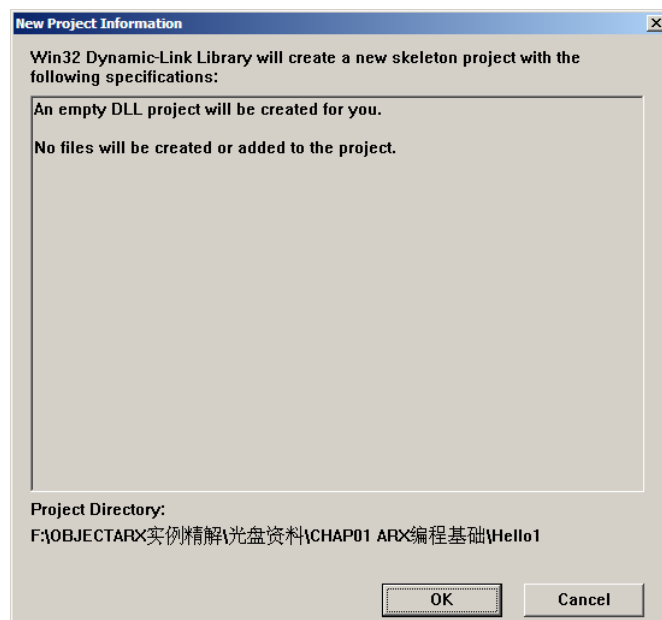 New Project Information
Win32 Dynamic-Link Library will create a new skeleton project with the
following specifications:
An empty DLL project will be created for you.
No files will be created or added to the project.
Project Directory:
F:\OBJECTARX实例精解\光盘资料\CHAP01 ARX编程基础\Hello1
OK
Cancel